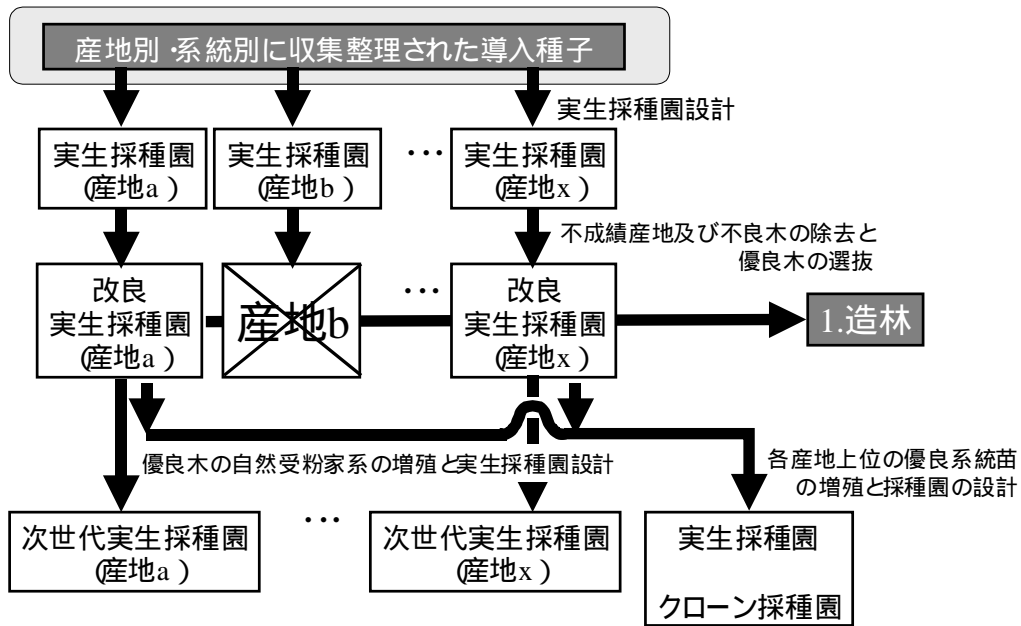 産地別・系統別に収集整理された導入種子
実生採種園設計
実生採種園
(産地a)
実生採種園
(産地b)
…
実生採種園
(産地x)
不成績産地及び不良木の除去と
優良木の選抜
改良
実生採種園
(産地a)
産地b
…
改良
実生採種園
(産地x)
1.造林
優良木の自然受粉家系の増殖と実生採種園設計
各産地上位の優良系統苗
の増殖と採種園の設計
次世代実生採種園
(産地a)
…
次世代実生採種園
(産地x)
実生採種園
クローン採種園